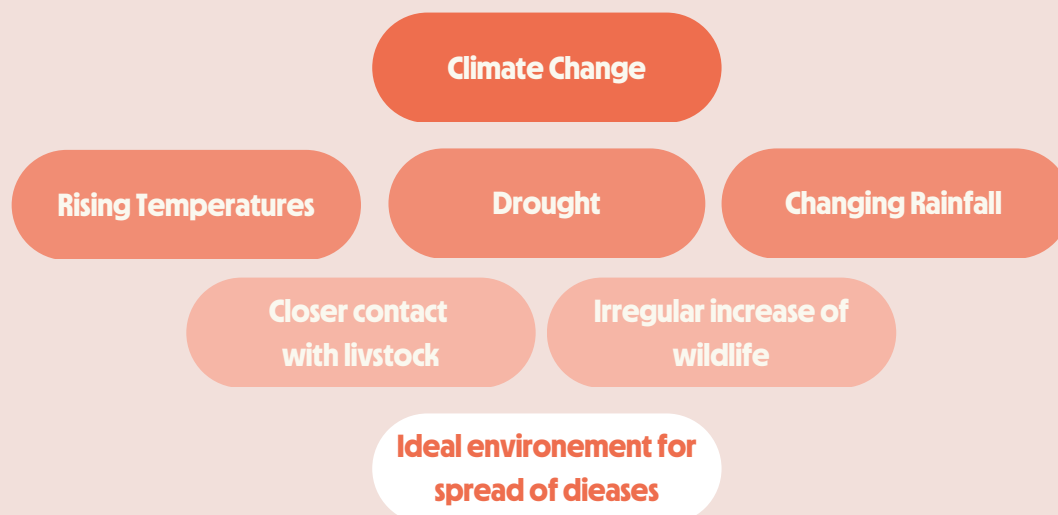 Climate Change
Rising Temperatures
Drought
Changing Rainfall
Closer contact
with livstock
Irregular increase of
wildlife
Ideal environement for
spread of dieases